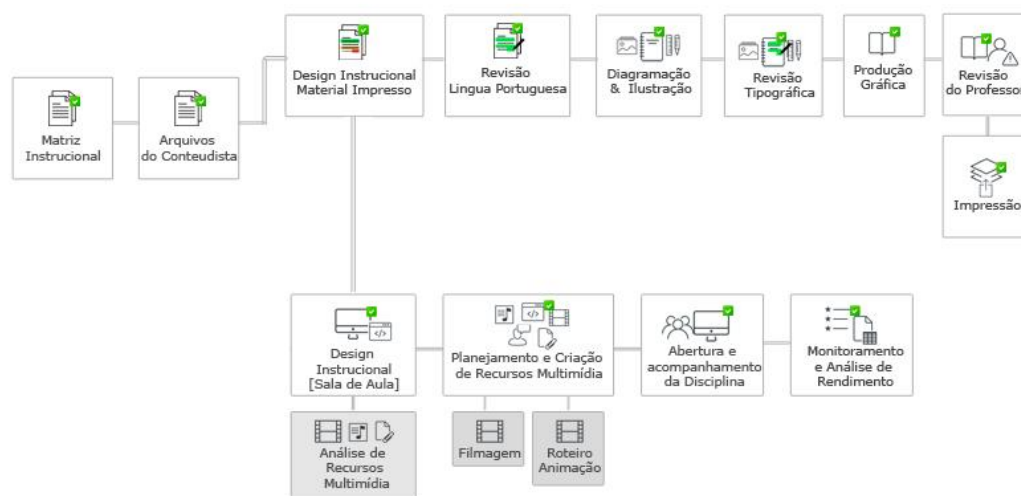 Matriz
Instrucional
Arquivos
do Conteudista
Design Instrucional
Material Impresso
Revisão
Lingua Portuguesa
Diagramação
& Ilustração
Revisão
Tipográfica
Produção
Gráfica
Revisão
do Professor
Impressão
Design
Instrucional
[Sala de Aula]
Planejamento e Criação
de Recursos Multimídia
Abertura e
acompanhamento
da Disciplina
Monitoramento
e Análise de
Rendimento
Análise de
Recursos
Multimídia
Filmagem
Roteiro
Animação